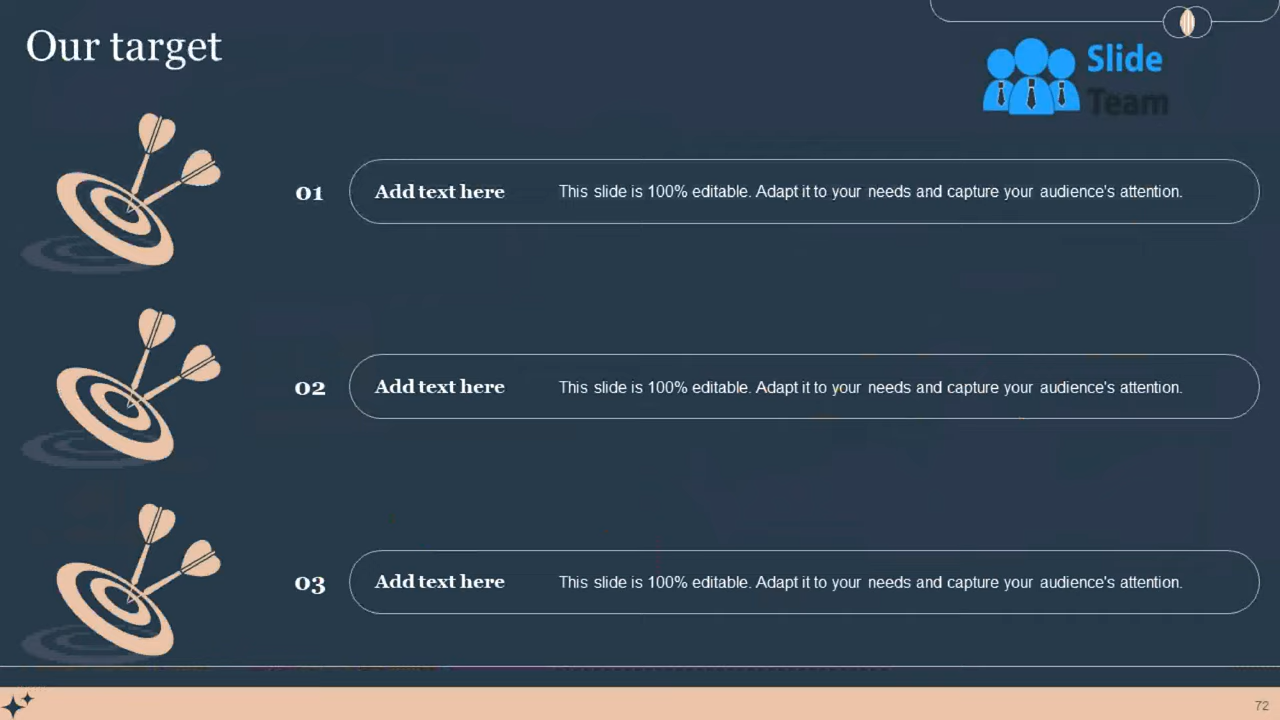 Our target
Slide
Team
01 Add text here This slide is 100% editable. Adapt it to your needs and capture your audience's attention.
02 Add text here This slide is 100% editable. Adapt it to your needs and capture your audience's attention.
03 Add text here This slide is 100% editable. Adapt it to your needs and capture your audience's attention.
72